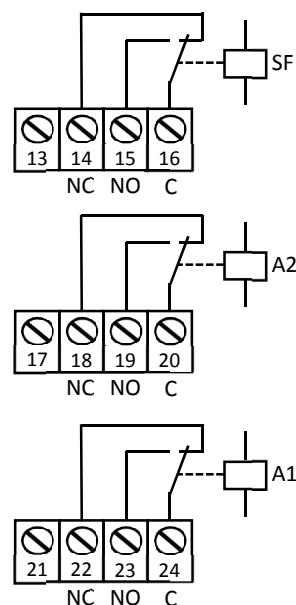 SF
13 14 15 16
NC NO C
A2
17 18 19 20
NC NO C
A1
21 22 23 24
NC NO C